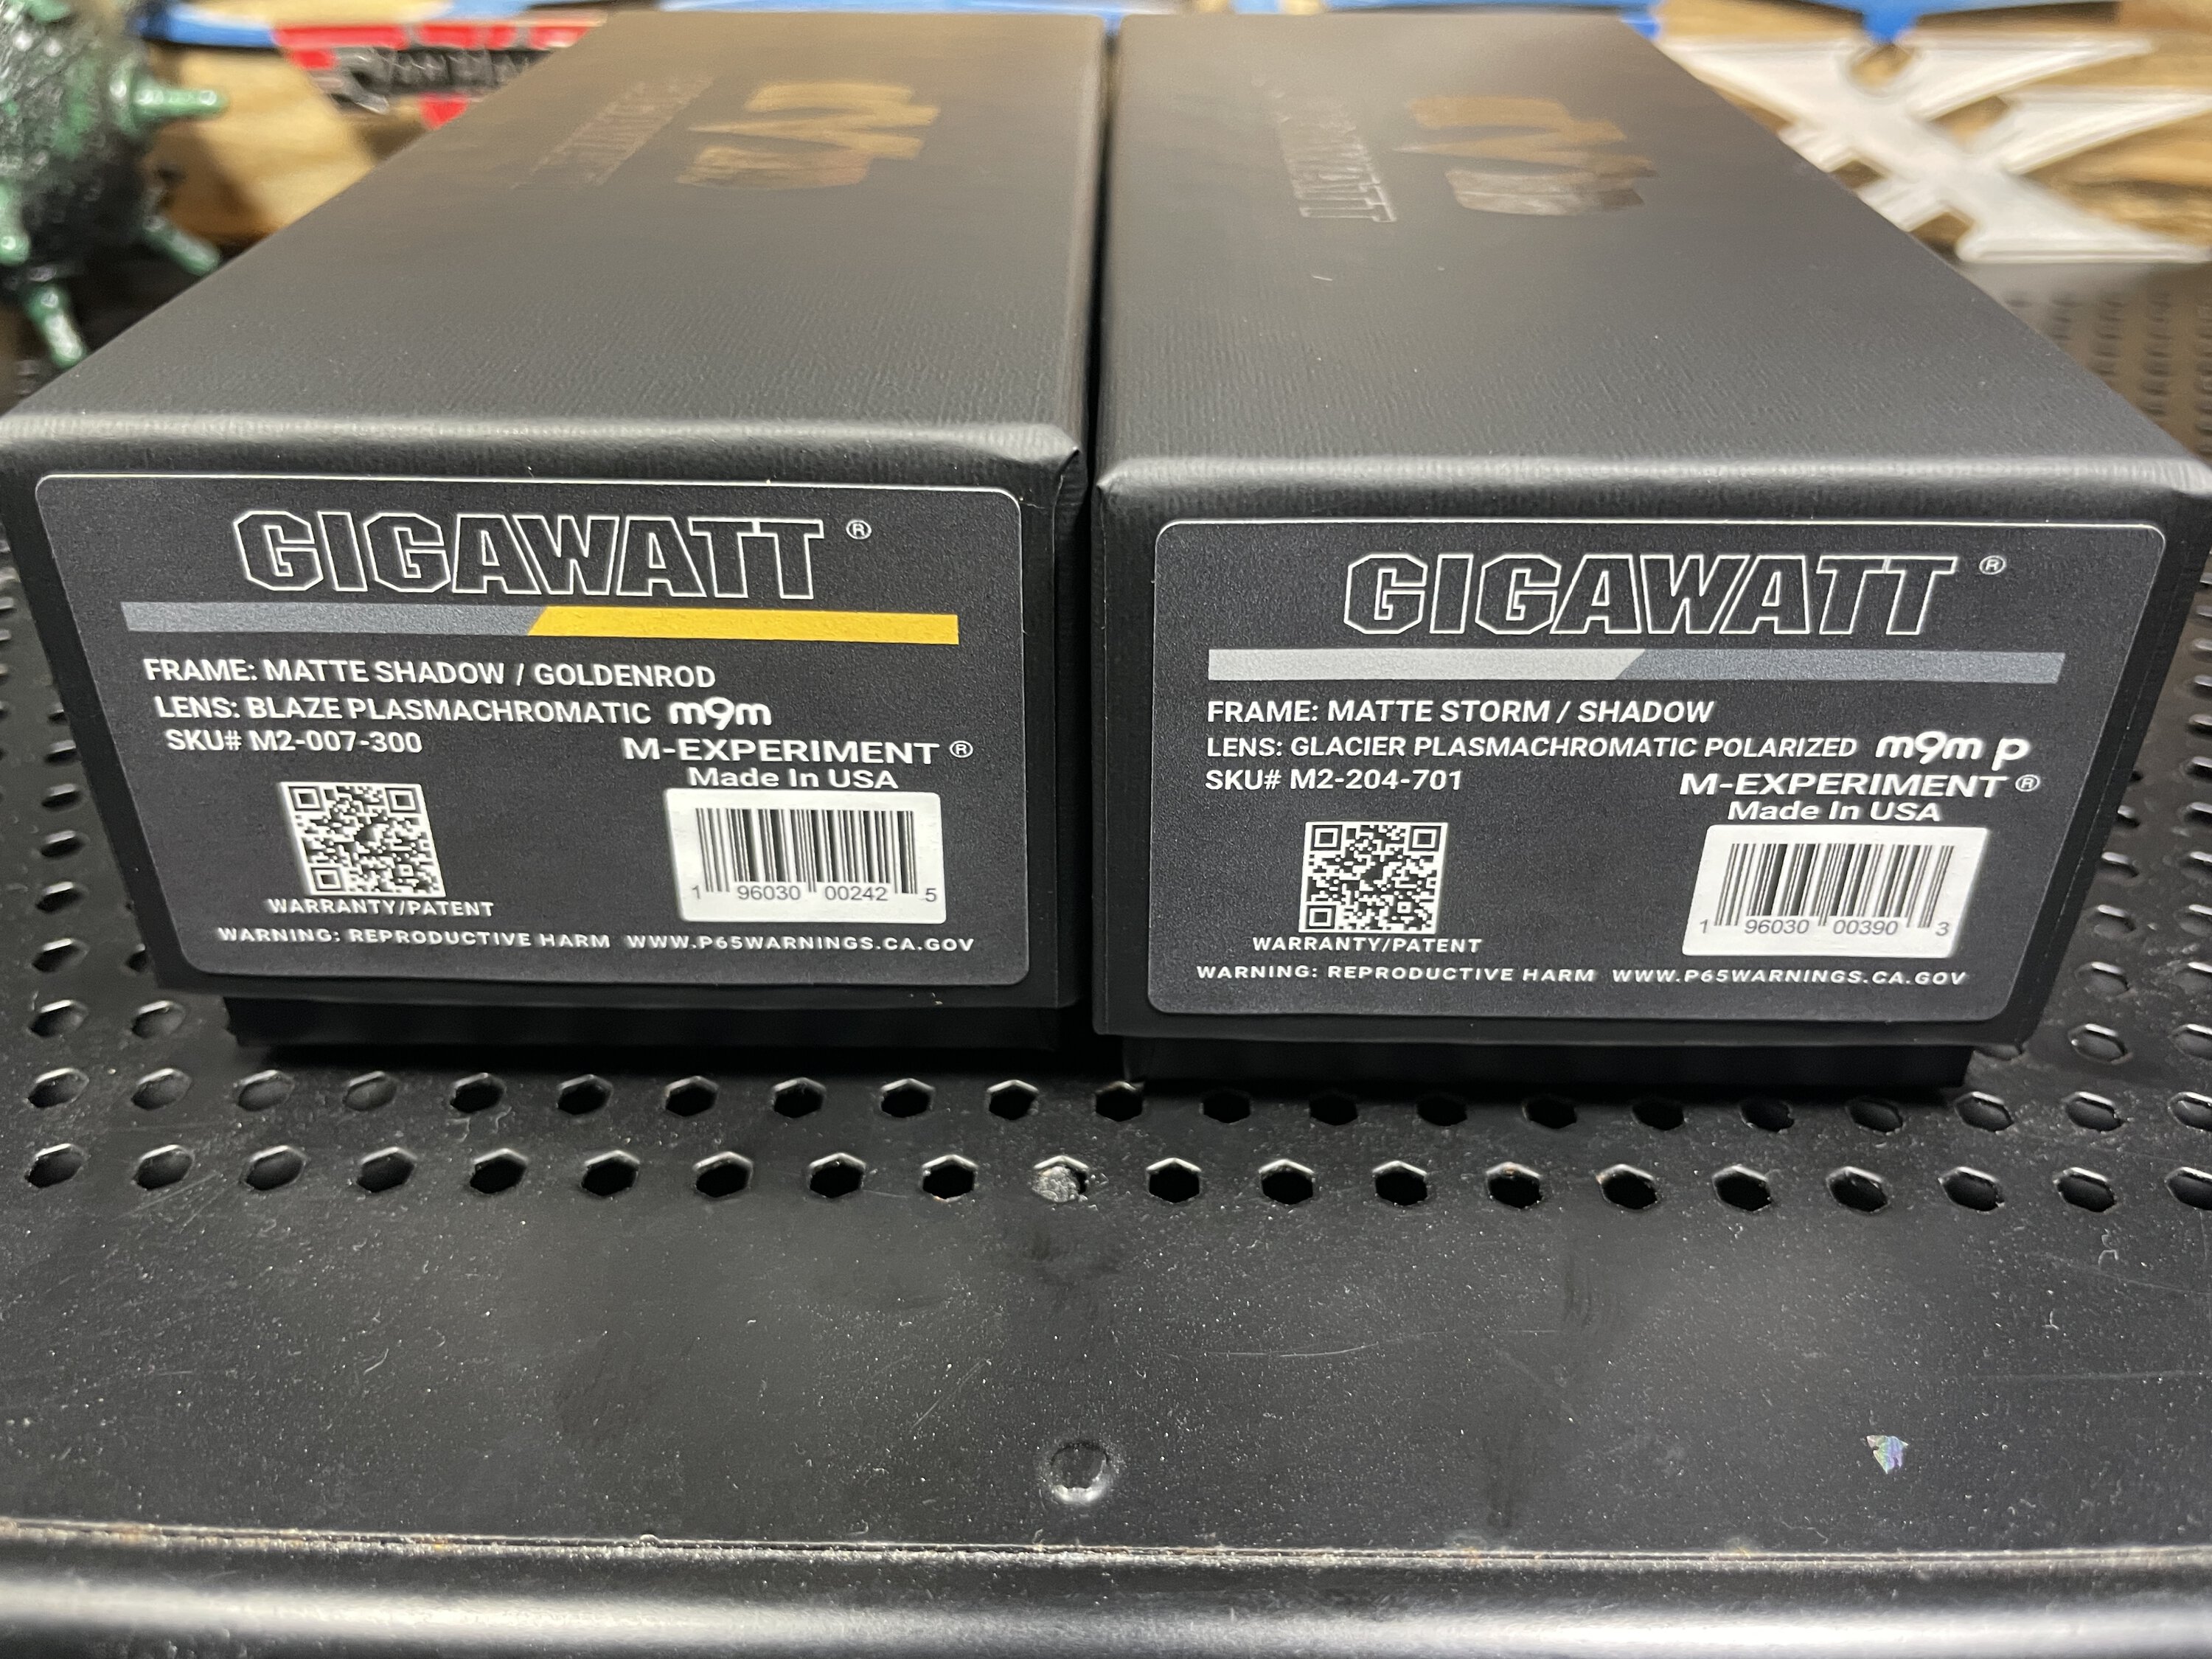 GIGAWATT ®
FRAME: MATTE SHADOW / GOLDENROD
LENS: BLAZE PLASMACHROMATIC m9m
SKU# M2-007-300
M-EXPERIMENT ®
Made In USA
1 96030 00242 5
WARRANTY/PATENT
WARNING: REPRODUCTIVE HARM WWW.P65WARNINGS.CA.GOV
GIGAWATT
GIGAWATT ®
FRAME: MATTE STORM / SHADOW
LENS: GLACIER PLASMACHROMATIC POLARIZED m9m p
SKU# M2-204-701
M-EXPERIMENT ®
Made In USA
1 96030 00390 3
WARRANTY/PATENT
WARNING: REPRODUCTIVE HARM WWW.P65WARNINGS.CA.GOV